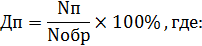 Дп = Nп / Nобр × 100%, где: